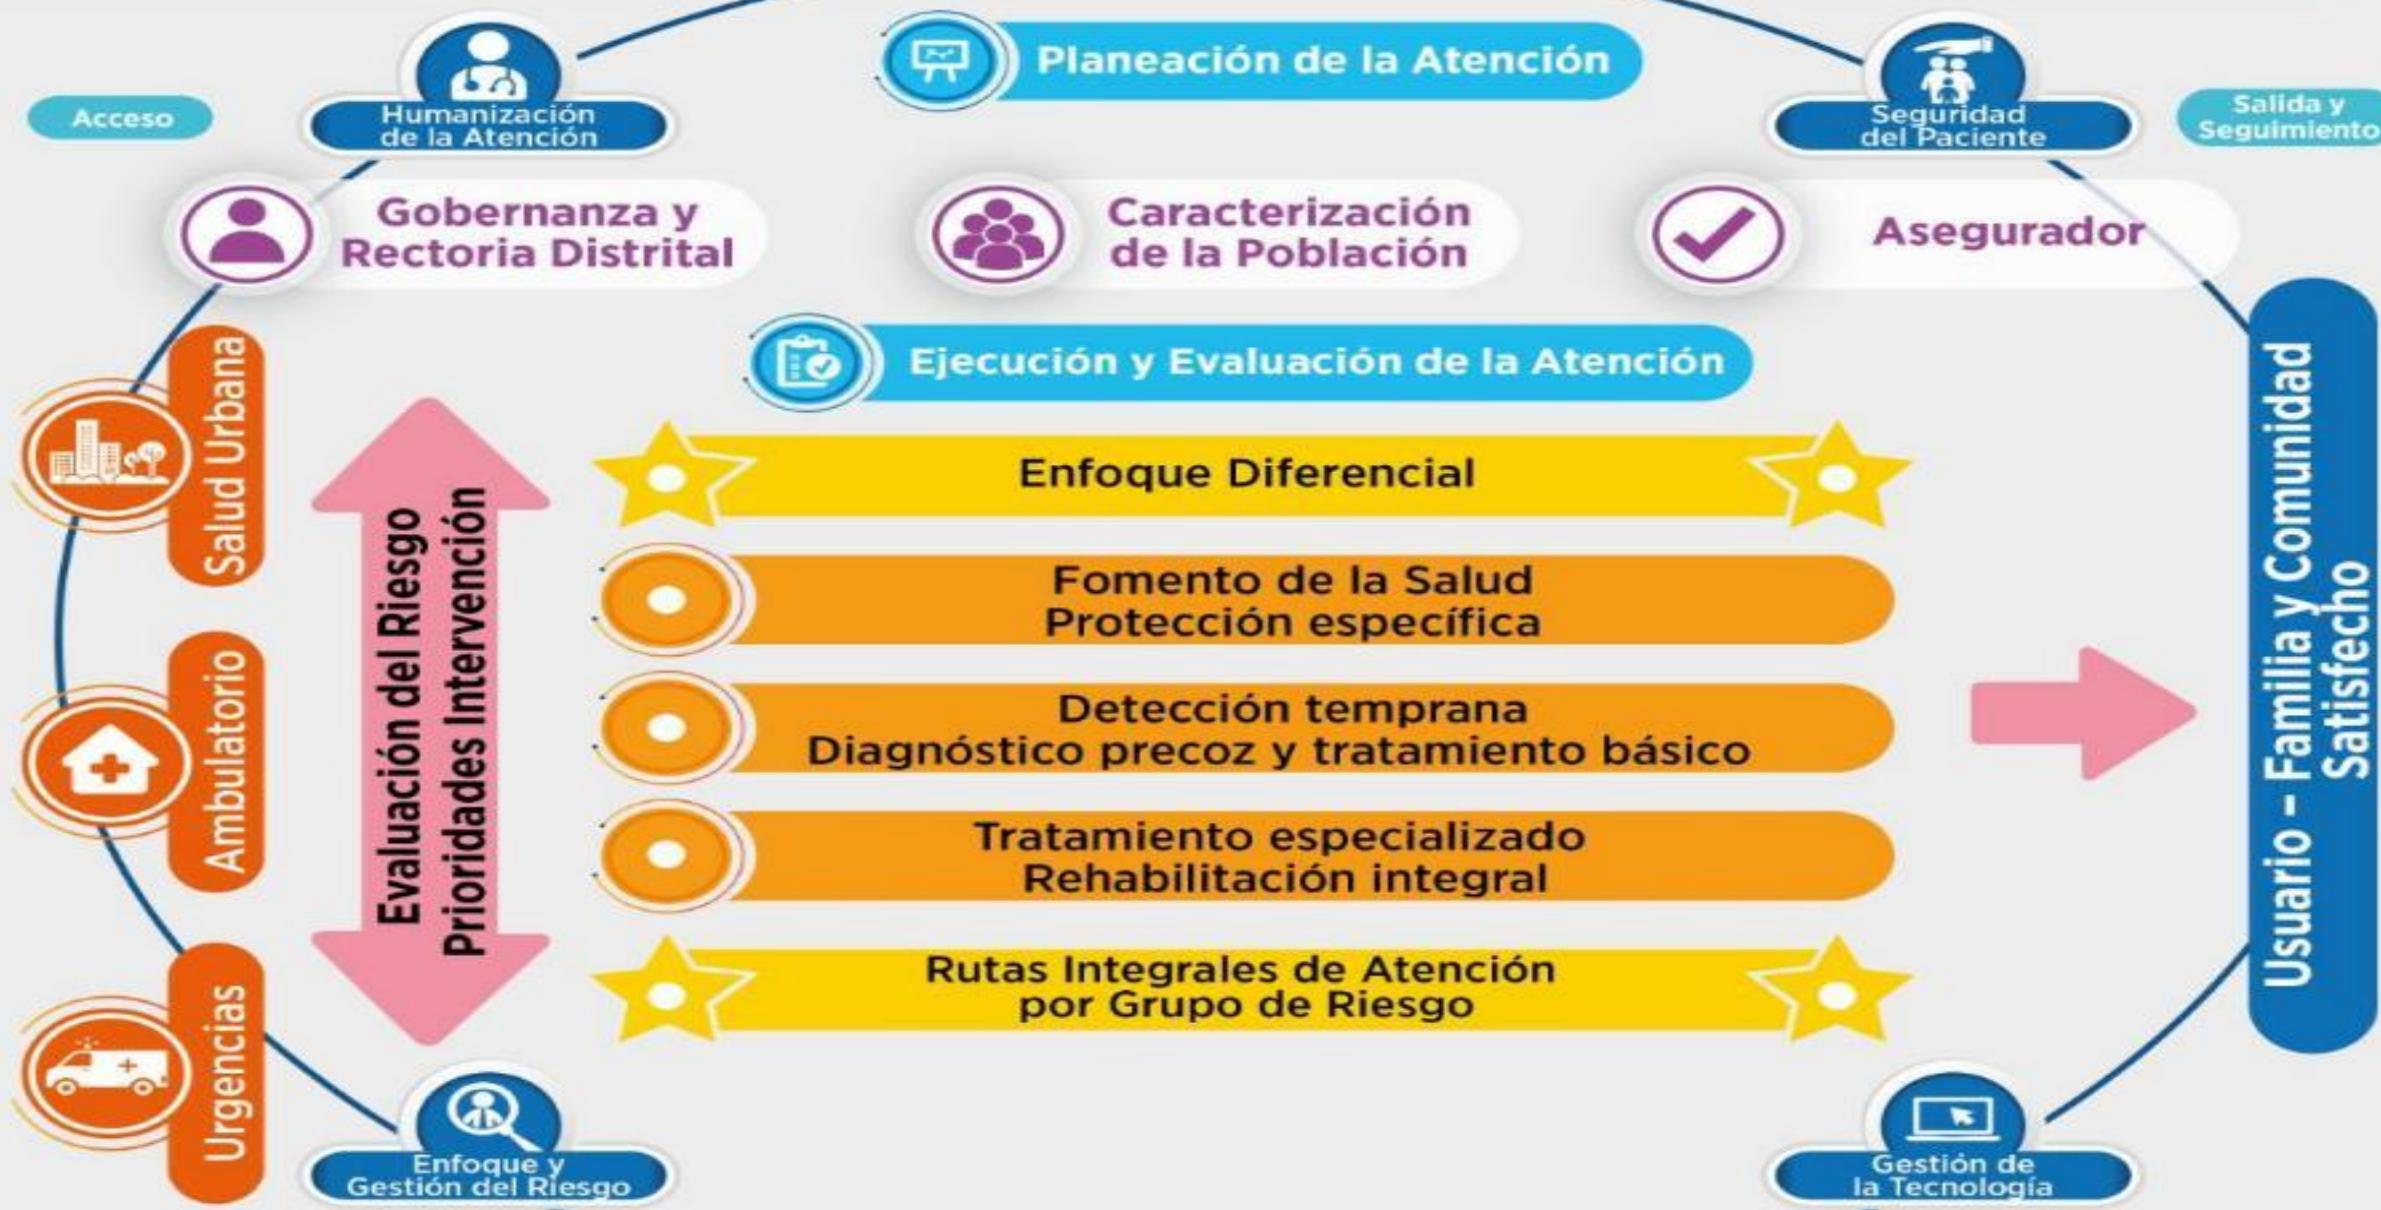 Planeación de la Atención
Acceso
Humanización
de la Atención
Seguridad
del Paciente
Salida y
Seguimiento
Gobernanza y
Rectoria Distrital
Caracterización
de la Población
Asegurador
Ejecución y Evaluación de la Atención
Salud Urbana
Ambulatorio
Urgencias
Evaluación del Riesgo
Prioridades Intervención
Enfoque Diferencial
Fomento de la Salud
Protección específica
Detección temprana
Diagnóstico precoz y tratamiento básico
Tratamiento especializado
Rehabilitación integral
Rutas Integrales de Atención
por Grupo de Riesgo
Usuario – Familia y Comunidad
Satisfecho
Enfoque y
Gestión del Riesgo
Gestión de
la Tecnología